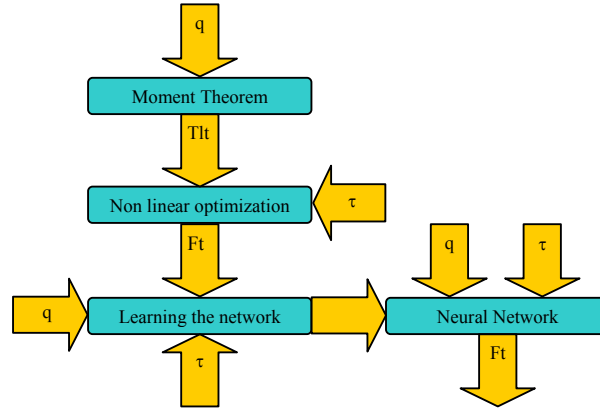 q
Moment Theorem
Tlt
Non linear optimization
τ
Ft
q
τ
q
Learning the network
Neural Network
τ
Ft